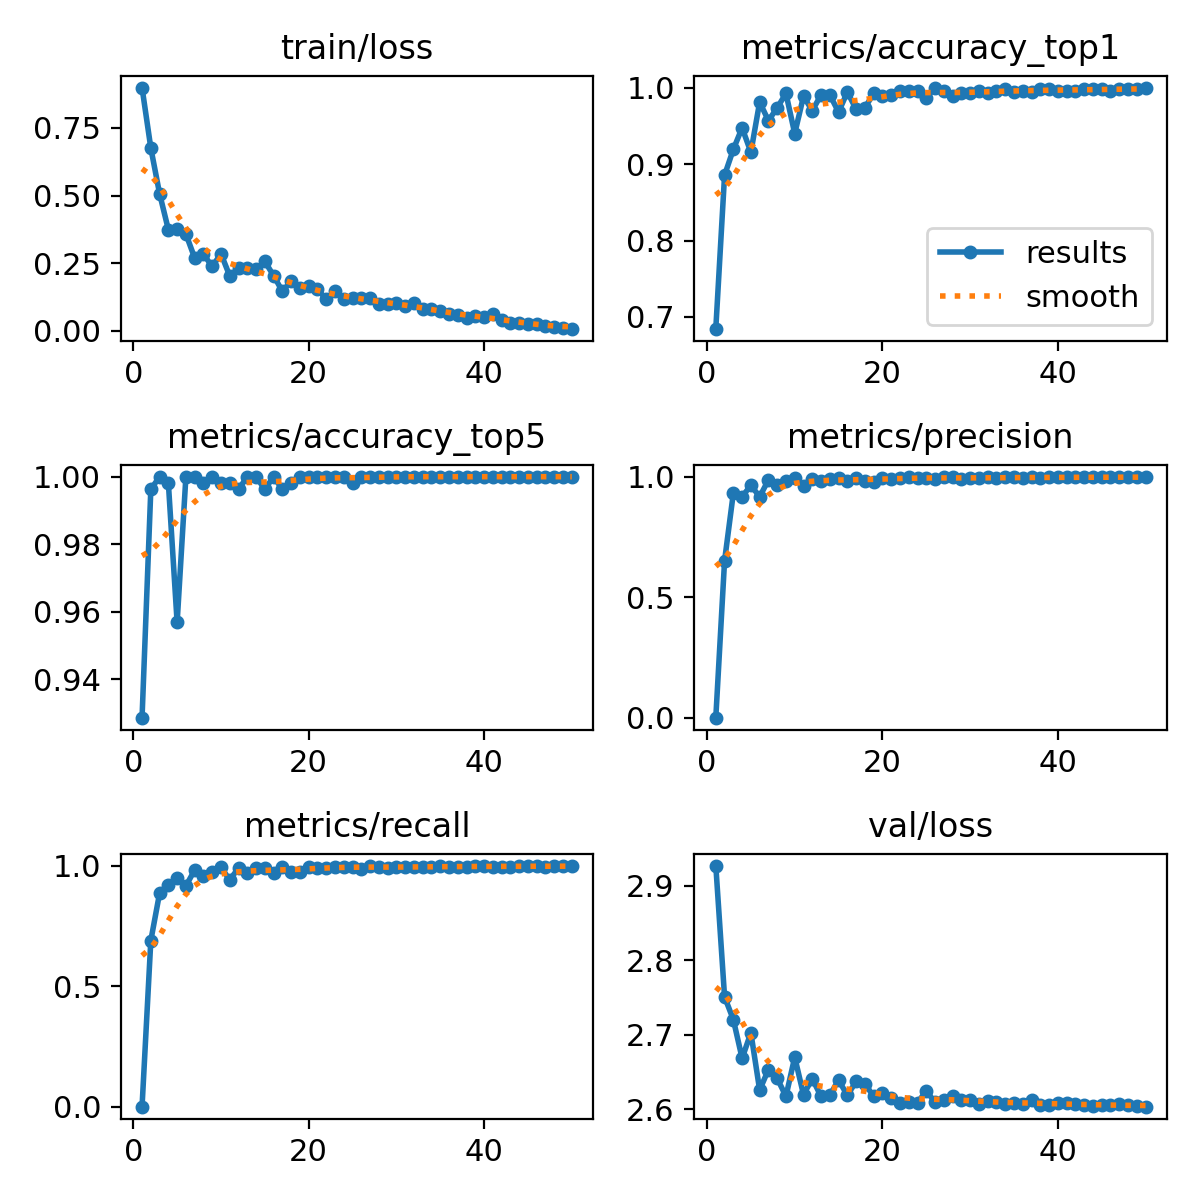 train/loss
0.75
0.50
0.25
0.00
0 20 40
metrics/accuracy_top1
1.0
0.9
0.8
0.7
results
smooth
0 20 40
metrics/accuracy_top5
1.00
0.98
0.96
0.94
0 20 40
metrics/precision
1.0
0.5
0.0
0 20 40
metrics/recall
1.0
0.5
0.0
0 20 40
val/loss
2.9
2.8
2.7
2.6
0 20 40